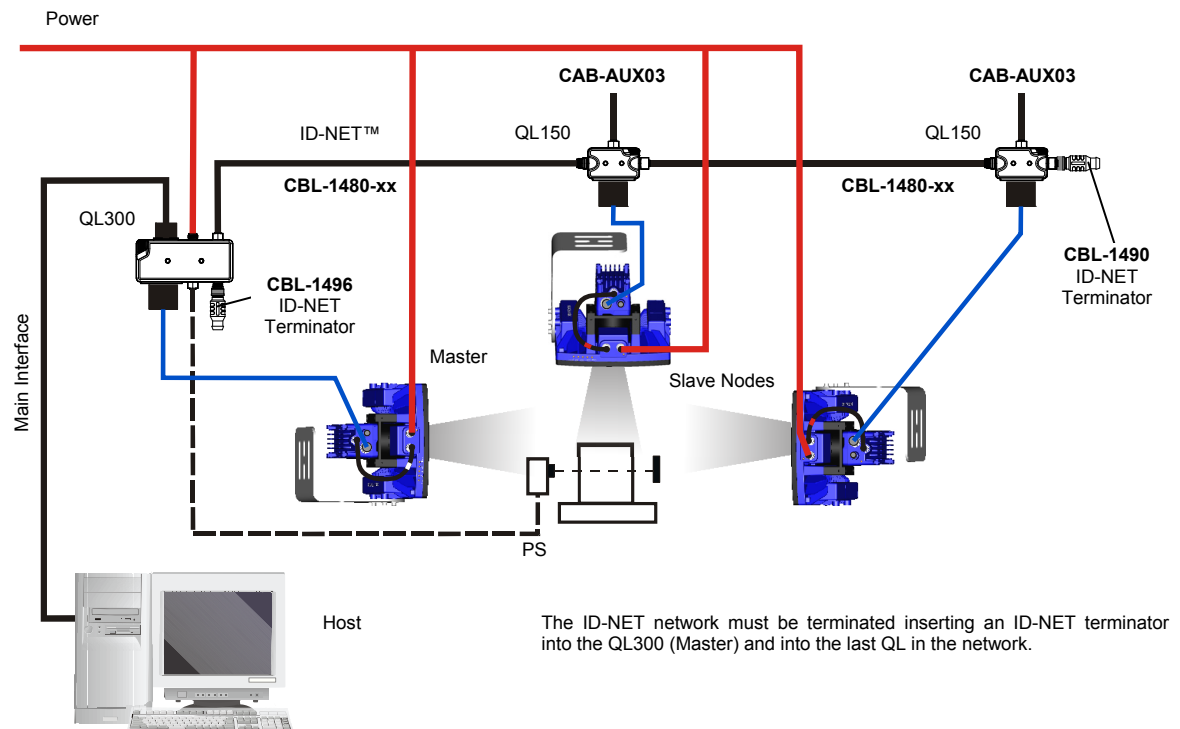 Power
CAB-AUX03
CAB-AUX03
ID-NET™
QL150
QL150
CBL-1480-xx
CBL-1480-xx
QL300
CBL-1496
ID-NET
Terminator
CBL-1490
ID-NET
Terminator
Main Interface
Master
Slave Nodes
PS
Host
The ID-NET network must be terminated inserting an ID-NET terminator
into the QL300 (Master) and into the last QL in the network.